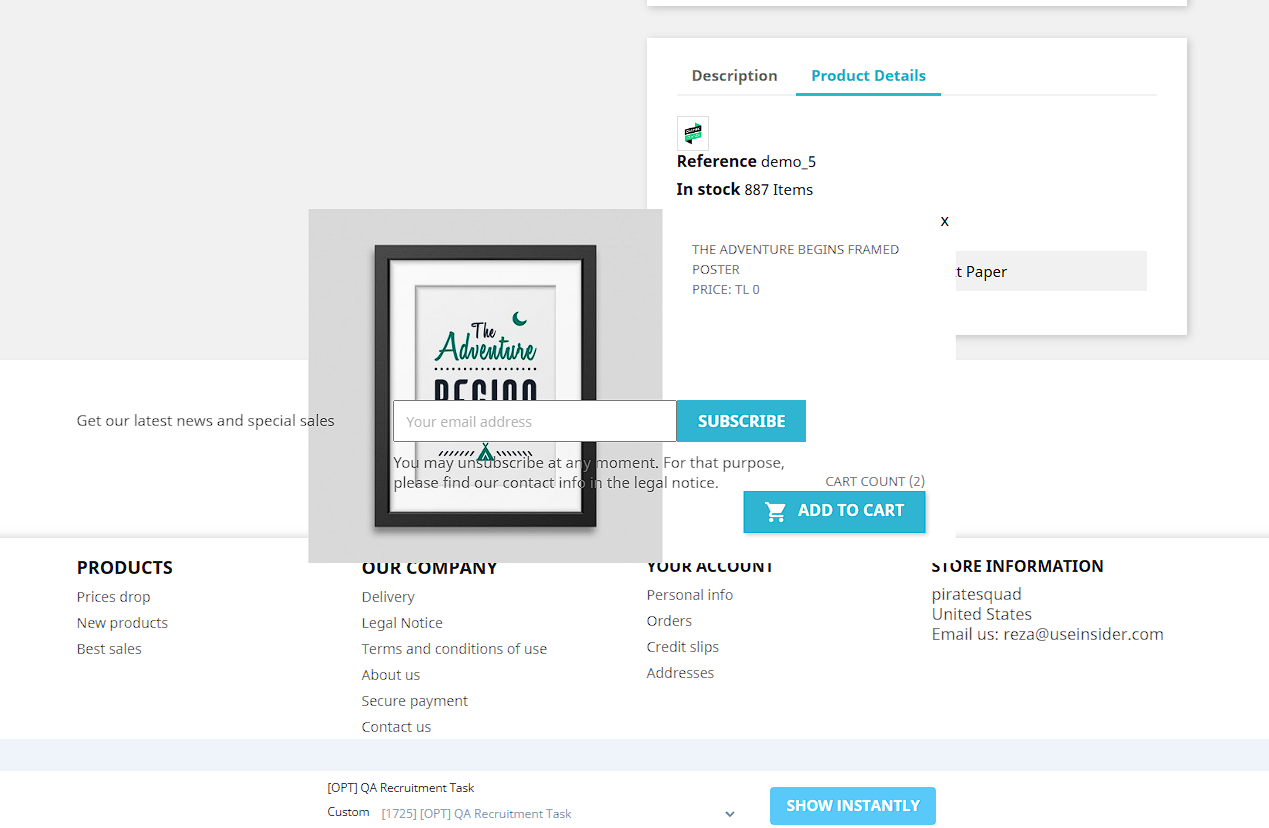 Description
Product Details
Reference demo_5
In stock 887 Items
x
THE ADVENTURE BEGINS FRAMED
POSTER
PRICE: TL 0
t Paper
The
Adventure
Get our latest news and special sales
Your email address
SUBSCRIBE
You may unsubscribe at any moment. For that purpose,
please find our contact info in the legal notice.
CART COUNT (2)
ADD TO CART
PRODUCTS
Prices drop
New products
Best sales
OUR COMPANY
Delivery
Legal Notice
Terms and conditions of use
About us
Secure payment
Contact us
YOUR ACCOUNT
Personal info
Orders
Credit slips
Addresses
STORE INFORMATION
piratesquad
United States
Email us: reza@useinsider.com
[OPT] QA Recruitment Task
Custom
[1725] [OPT] QA Recruitment Task
SHOW INSTANTLY